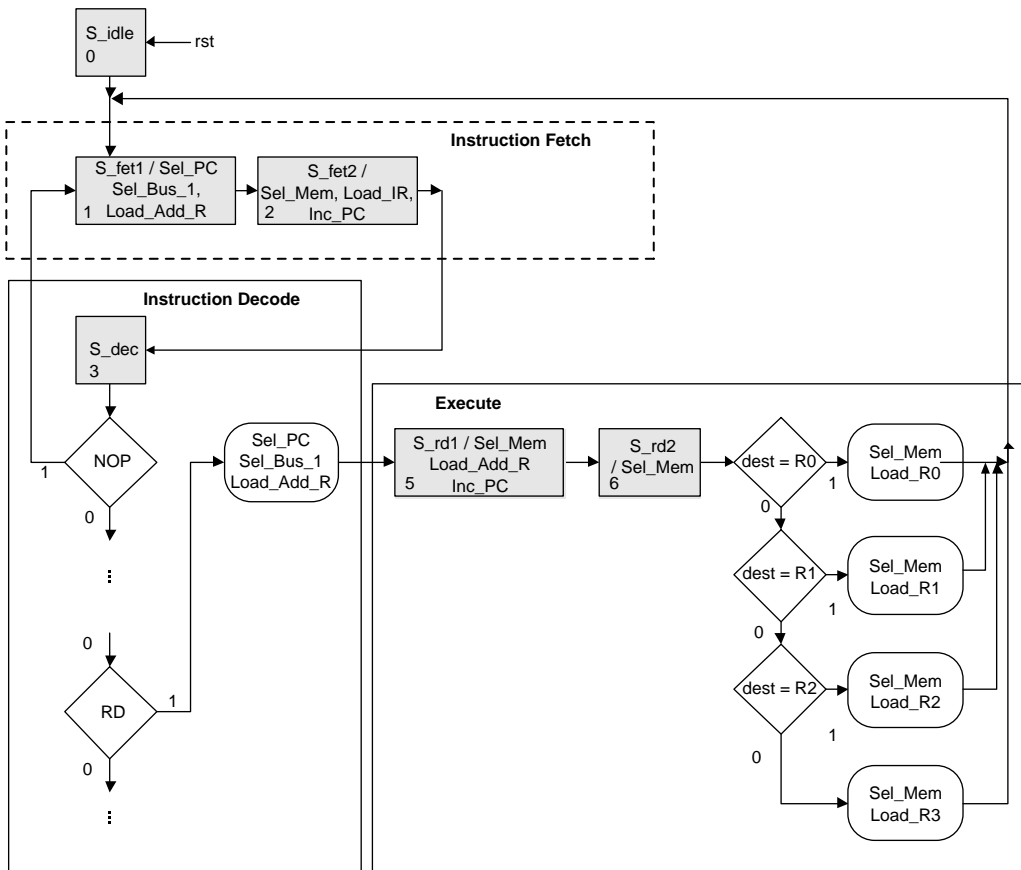 S_idle
0
rst
Instruction Fetch
S_fet1 / Sel_PC
Sel_Bus_1,
1 Load_Add_R
S_fet2 /
Sel_Mem, Load_IR,
2 Inc_PC
Instruction Decode
S_dec
3
NOP
1
0
...
0
RD
1
0
...
Sel_PC
Sel_Bus_1
Load_Add_R
Execute
S_rd1 / Sel_Mem
Load_Add_R
5 Inc_PC
S_rd2
/ Sel_Mem
6
dest = R0
1
0
Sel_Mem
Load_R0
dest = R1
1
0
Sel_Mem
Load_R1
dest = R2
1
0
Sel_Mem
Load_R2
Sel_Mem
Load_R3